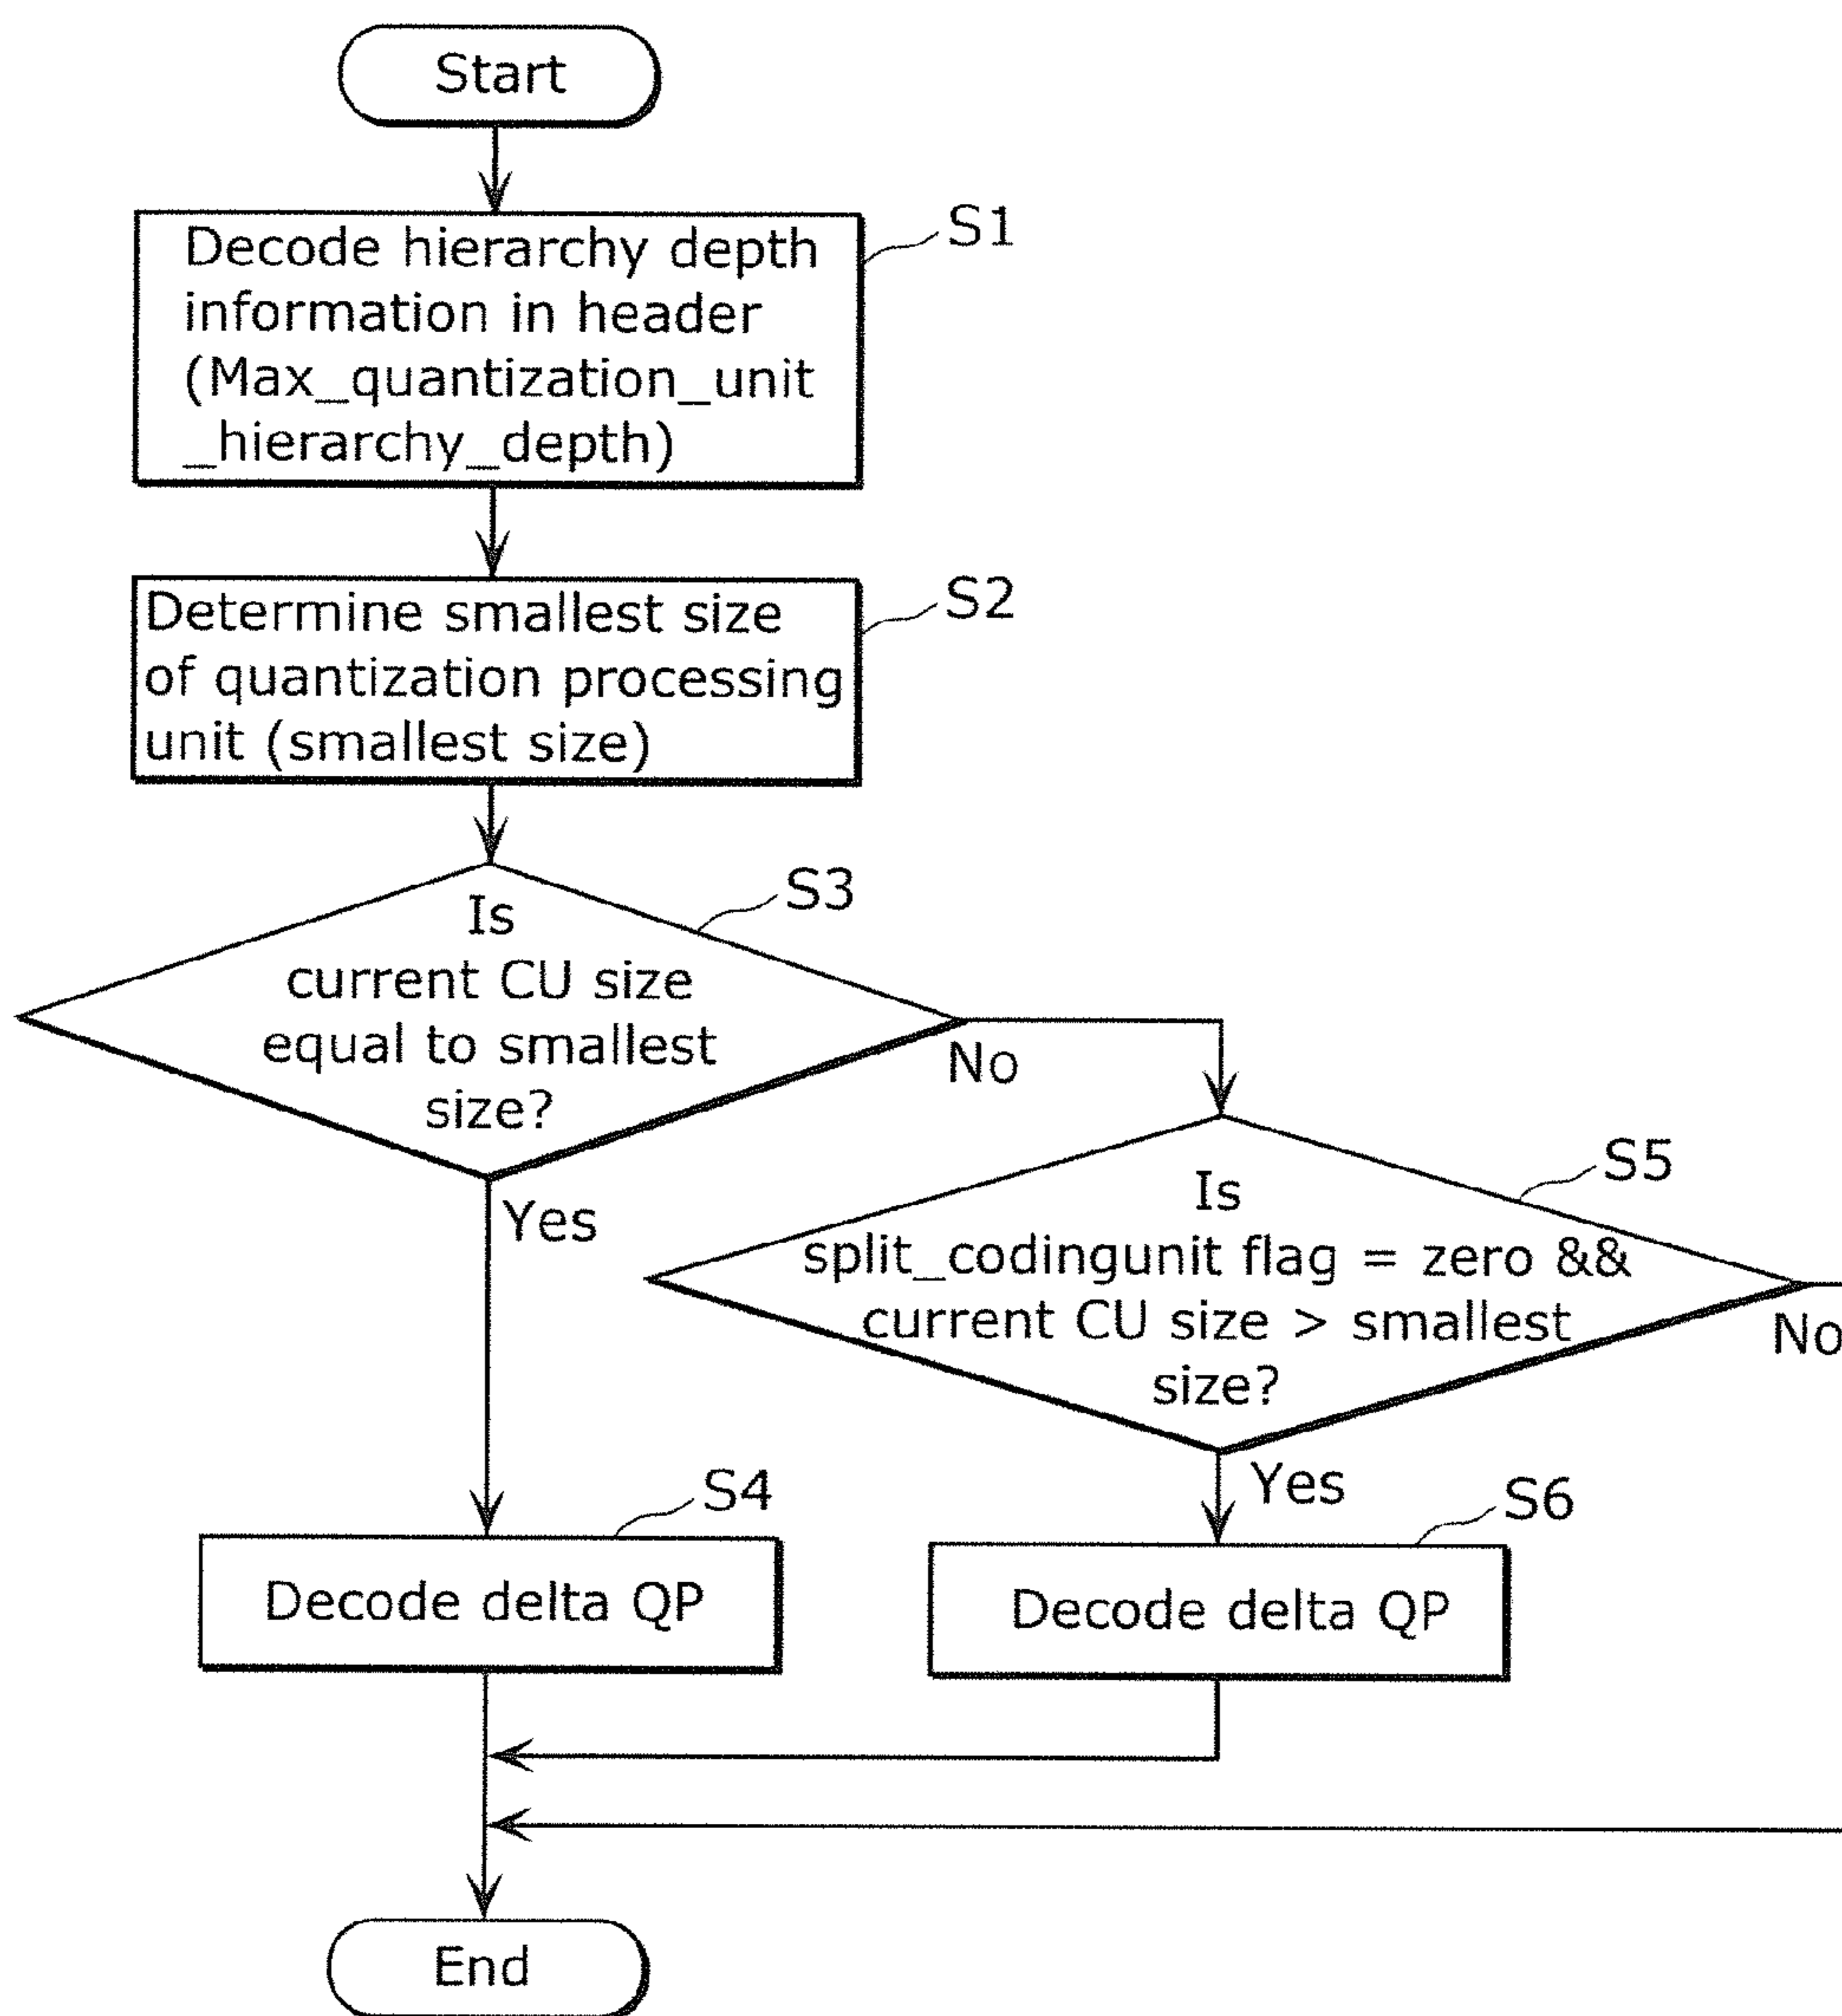 Start
S1
Decode hierarchy depth
information in header
(Max_quantization_unit
_hierarchy_depth)
S2
Determine smallest size
of quantization processing
unit (smallest size)
S3
Is
current CU size
equal to smallest
size?
No
Yes
S5
Is
split_codingunit flag = zero &&
current CU size > smallest
size?
No
Yes
S4
Decode delta QP
S6
Decode delta QP
End